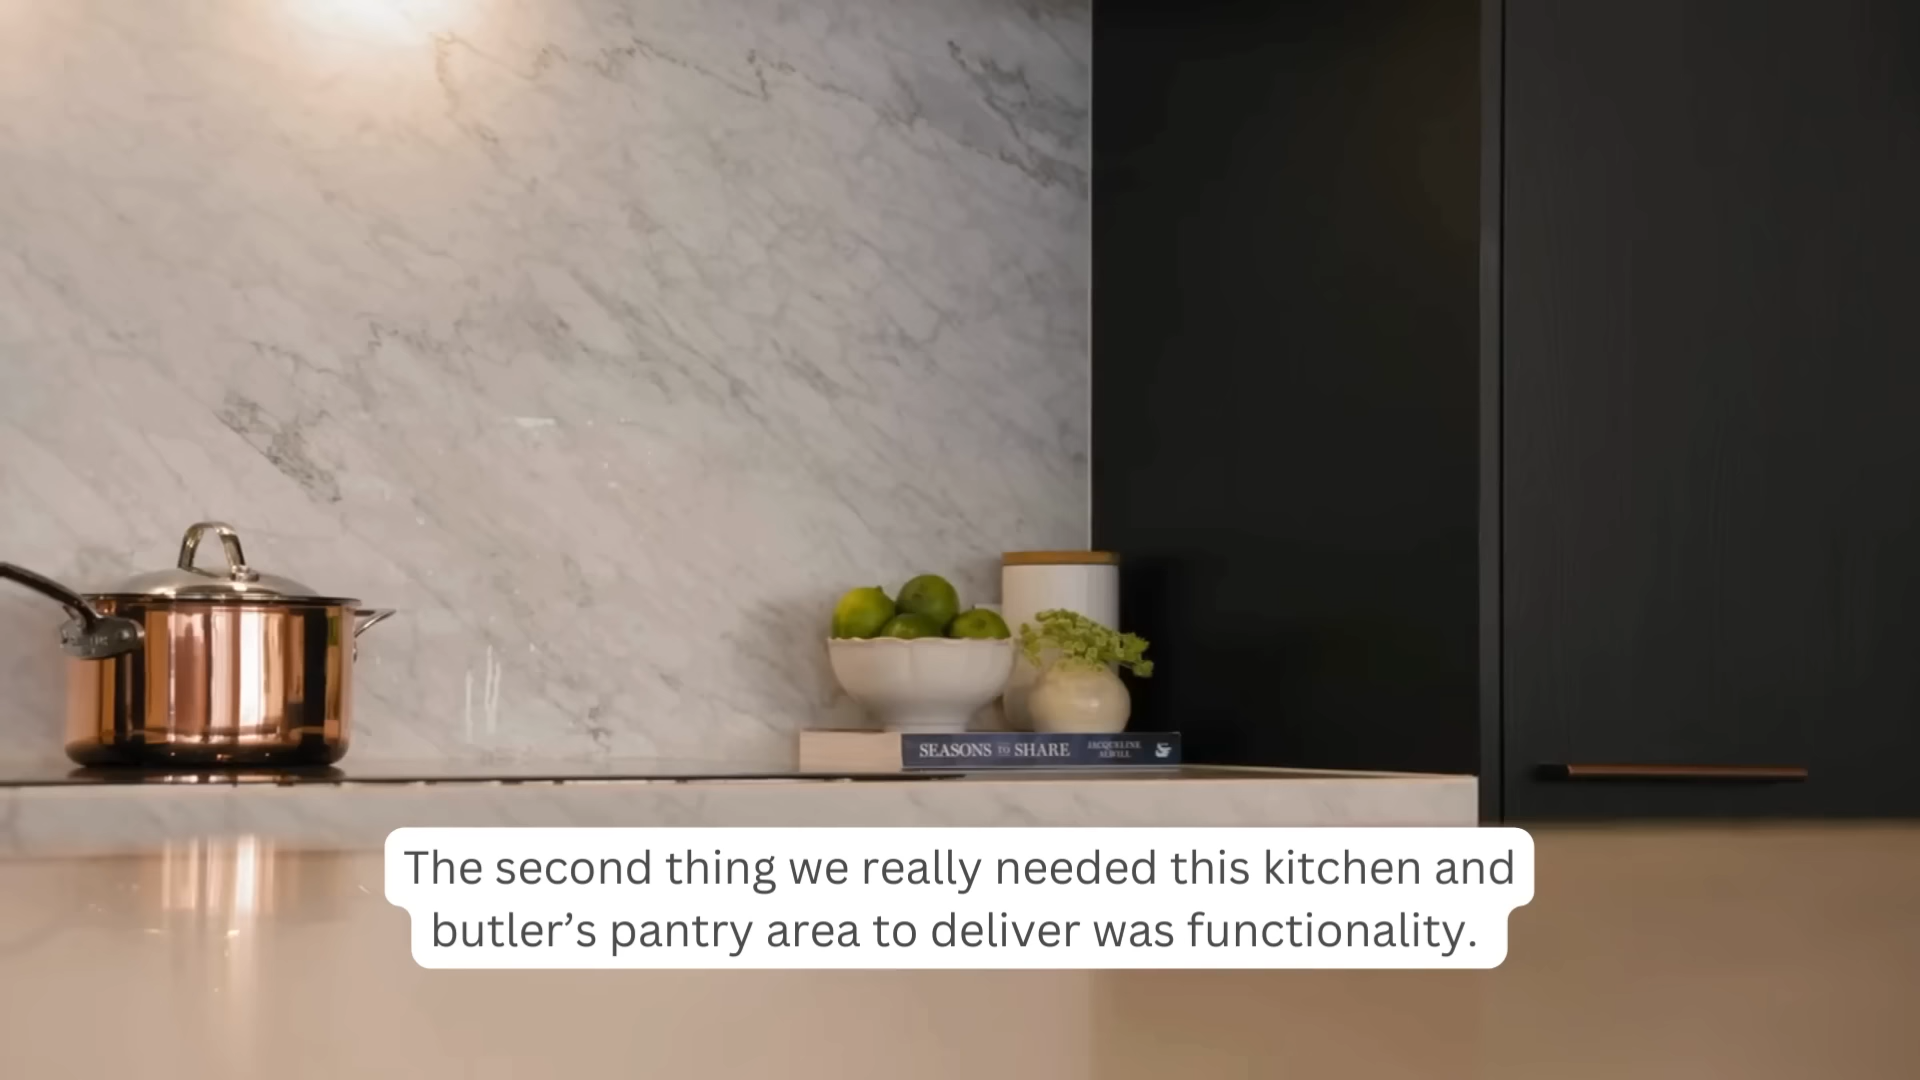 SEASONS TO SHARE
JACQUELINE
The second thing we really needed this kitchen and
butler’s pantry area to deliver was functionality.